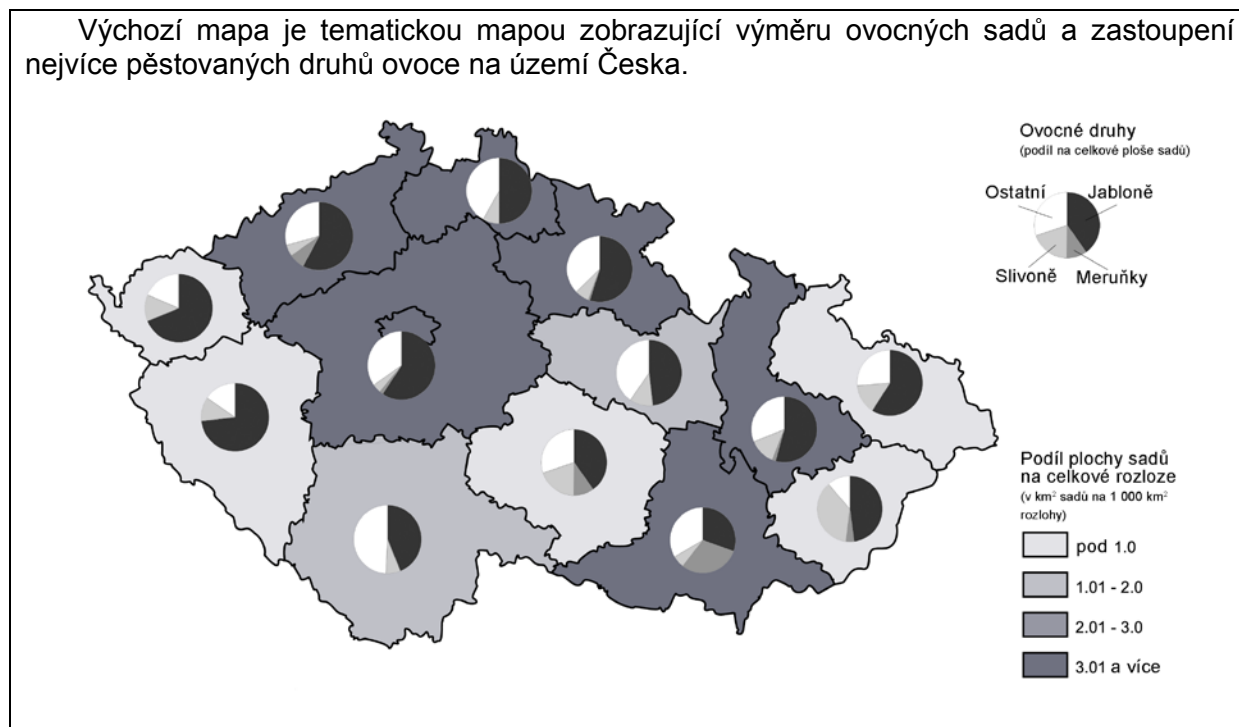 Výchozí mapa je tematickou mapou zobrazující výměru ovocných sadů a zastoupení
nejvíce pěstovaných druhů ovoce na území Česka.
Ovocné druhy
(podíl na celkové ploše sadů)
Ostatní
Jabloně
Slivoně
Meruňky
Podíl plochy sadů
na celkové rozloze
(v km² sadů na 1 000 km²
rozlohy)
pod 1.0
1.01 - 2.0
2.01 - 3.0
3.01 a více